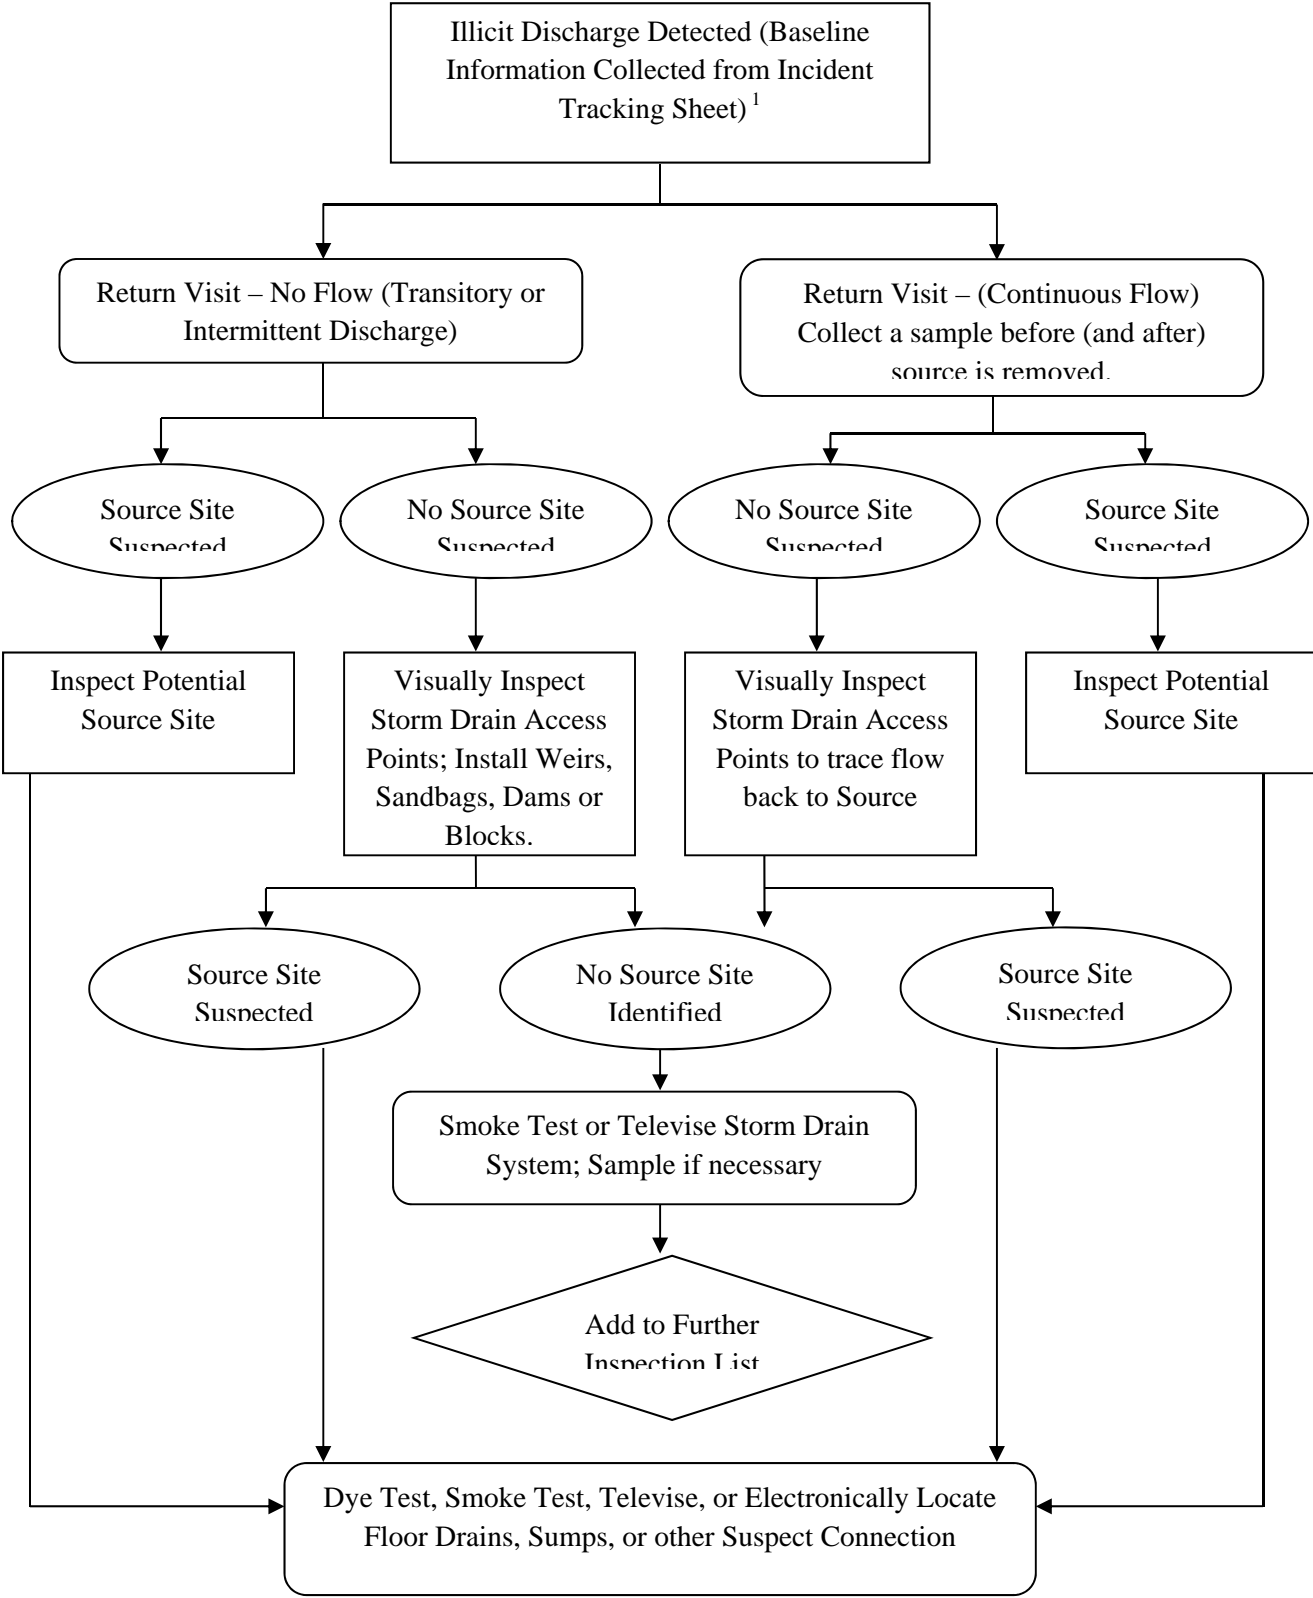 Illicit Discharge Detected (Baseline
Information Collected from Incident
Tracking Sheet) 1
Return Visit – No Flow (Transitory or
Intermittent Discharge)
Return Visit – (Continuous Flow)
Collect a sample before (and after)
source is removed.
Source Site
Suspected
No Source Site
Suspected
No Source Site
Suspected
Source Site
Suspected
Inspect Potential
Source Site
Visually Inspect
Storm Drain Access
Points; Install Weirs,
Sandbags, Dams or
Blocks.
Visually Inspect
Storm Drain Access
Points to trace flow
back to Source
Inspect Potential
Source Site
Source Site
Suspected
No Source Site
Identified
Source Site
Suspected
Smoke Test or Televise Storm Drain
System; Sample if necessary
Add to Further
Inspection List
Dye Test, Smoke Test, Televise, or Electronically Locate
Floor Drains, Sumps, or other Suspect Connection